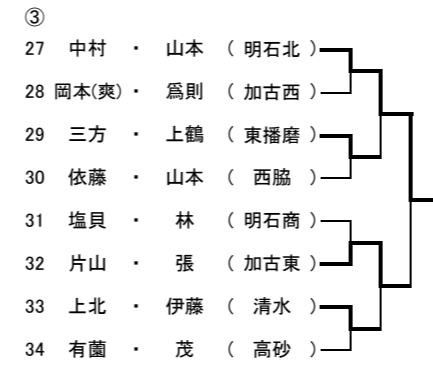 ③
27 中村 ・ 山本 ( 明石北 )
28 岡本(爽) ・ 爲則 ( 加古西 )
29 三方 ・ 上鶴 ( 東播磨 )
30 依藤 ・ 山本 ( 西脇 )
31 塩貝 ・ 林 ( 明石商 )
32 片山 ・ 張 ( 加古東 )
33 上北 ・ 伊藤 ( 清水 )
34 有薗 ・ 茂 ( 高砂 )